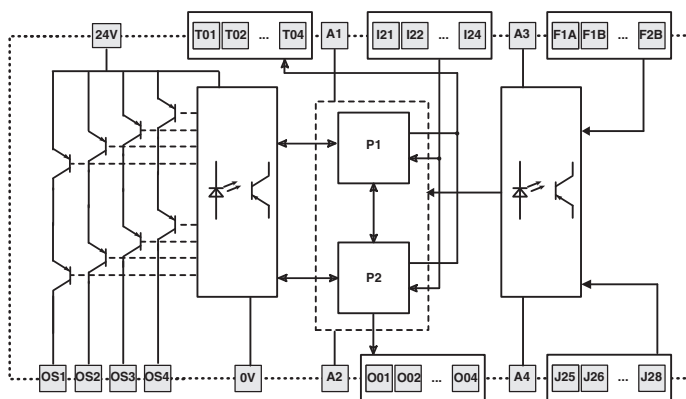 24V T01 T02 ... T04 A1 I21 I22 ... I24 A3 F1A F1B ... F2B
P1
P2
OS1 OS2 OS3 OS4 0V A2 O01 O02 ... O04 A4 J25 J26 ... J28